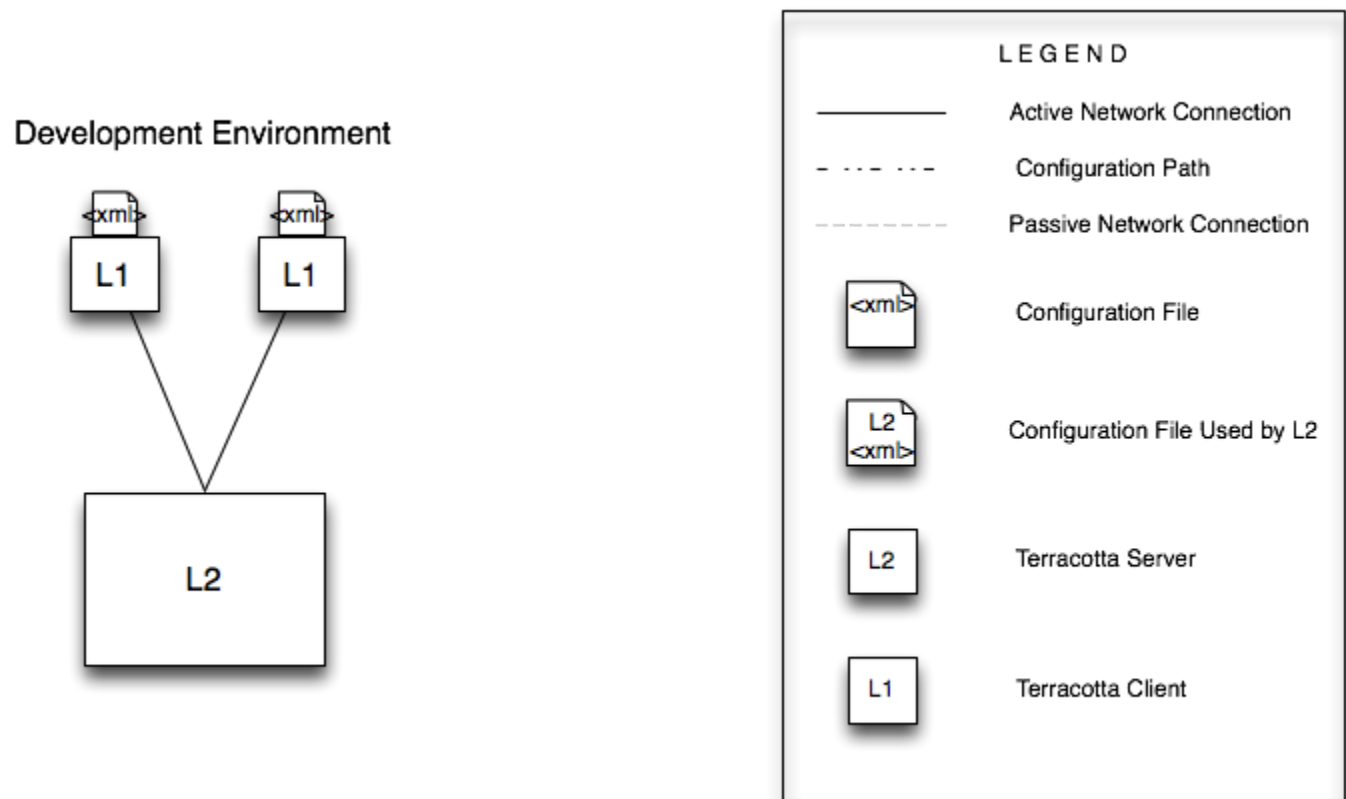 Development Environment
<xml>
<xml>
L1
L1
L2
LEGEND
Active Network Connection
Configuration Path
Passive Network Connection
<xml>
Configuration File
L2
<xml>
Configuration File Used by L2
L2
Terracotta Server
L1
Terracotta Client